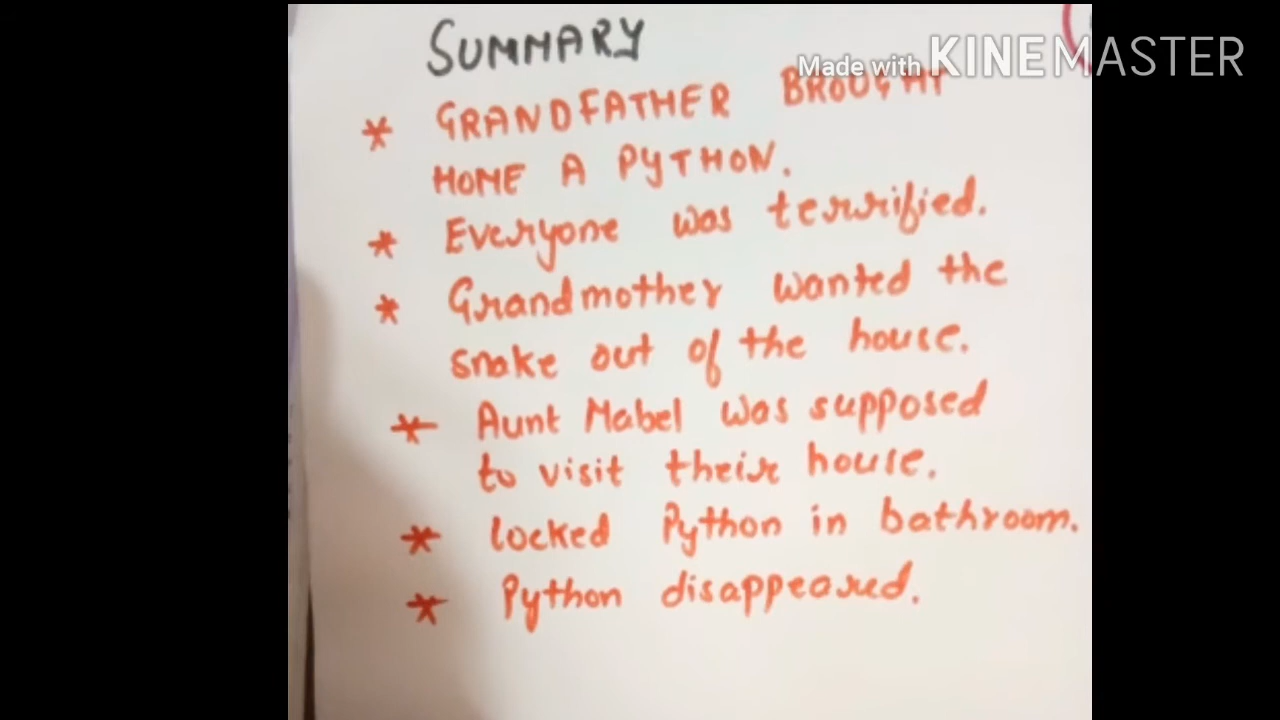 SUMMARY
Made with KINEMASTER
* GRANDFATHER BROUGHT
HOME A PYTHON.
* Everyone was terrified.
* Grandmother wanted the
snake out of the house.
* Aunt Mabel was supposed
to visit their house.
* locked Python in bathroom.
* Python disappeared.